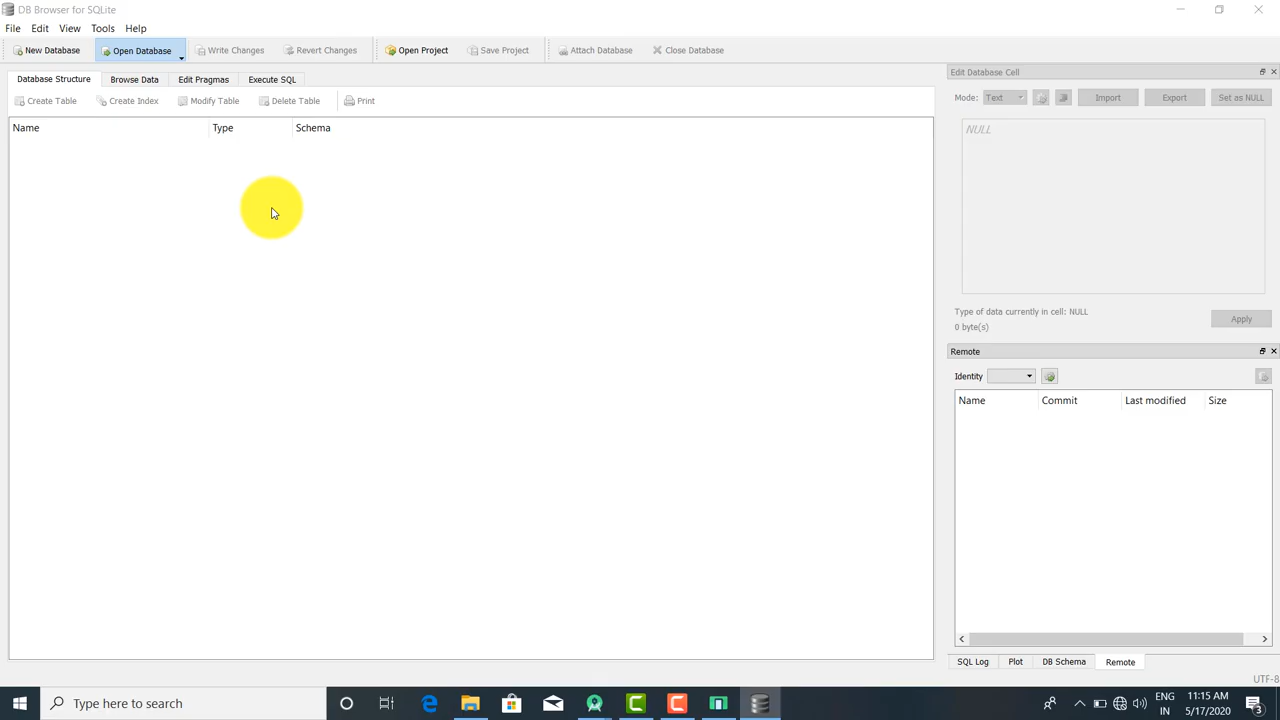 DB Browser for SQLite
File Edit View Tools Help
New Database Open Database Write Changes Revert Changes Open Project Save Project Attach Database Close Database
Database Structure Browse Data Edit Pragmas Execute SQL
Create Table Create Index Modify Table Delete Table Print
Name Type Schema
Edit Database Cell
Mode: Text Import Export Set as NULL
NULL
Type of data currently in cell: NULL
0 byte(s)
Apply
Remote
Identity
Name Commit Last modified Size
SQL Log Plot DB Schema Remote
UTF-8
Type here to search
ENG
IN
11:15 AM
5/17/2020
3